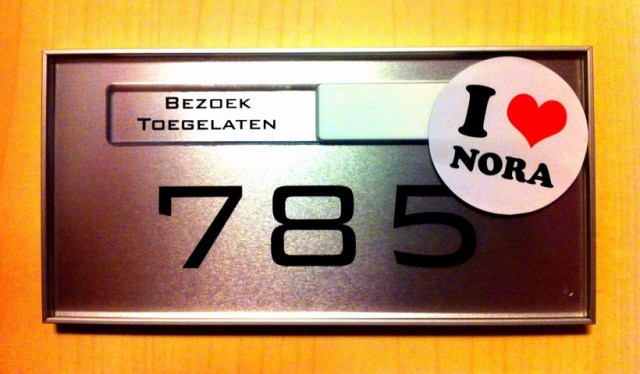 Bezoek
Toegelaten
I ❤ NORA
785